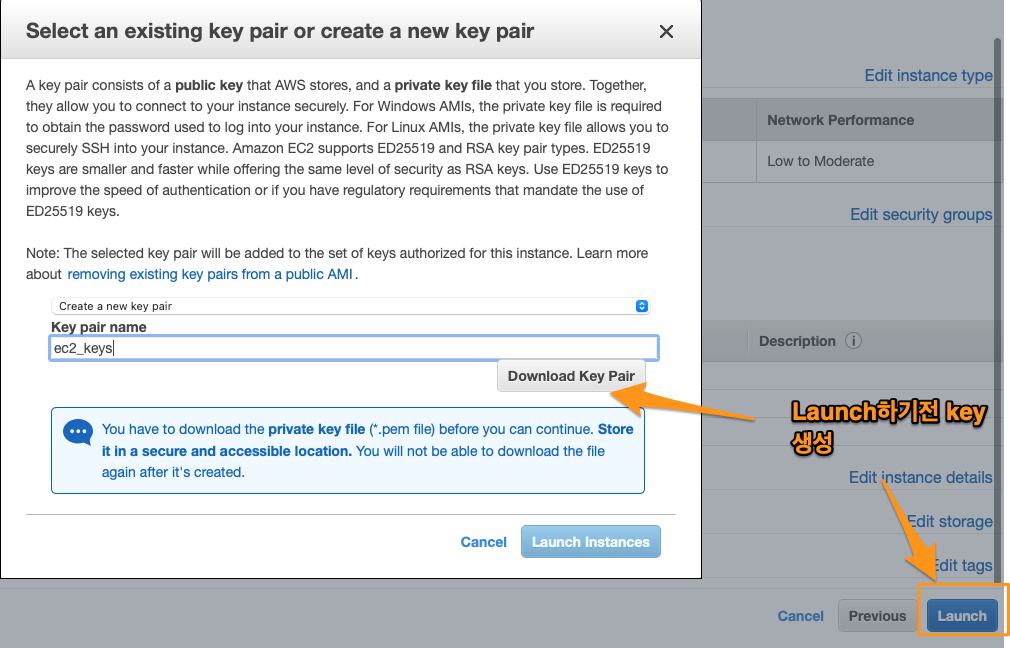 Select an existing key pair or create a new key pair
A key pair consists of a public key that AWS stores, and a private key file that you store. Together,
they allow you to connect to your instance securely. For Windows AMIs, the private key file is required
to obtain the password used to log into your instance. For Linux AMIs, the private key file allows you to
securely SSH into your instance. Amazon EC2 supports ED25519 and RSA key pair types. ED25519
keys are smaller and faster while offering the same level of security as RSA keys. Use ED25519 keys to
improve the speed of authentication or if you have regulatory requirements that mandate the use of
ED25519 keys.
Note: The selected key pair will be added to the set of keys authorized for this instance. Learn more
about removing existing key pairs from a public AMI .
Create a new key pair
Key pair name
ec2_keys
Download Key Pair
You have to download the private key file (*.pem file) before you can continue. Store
it in a secure and accessible location. You will not be able to download the file
again after it's created.
Cancel
Launch Instances
Edit instance type
Network Performance
Low to Moderate
Edit security groups
Description
Launch하기전 key
생성
Edit instance details
Edit storage
Edit tags
Cancel
Previous
Launch